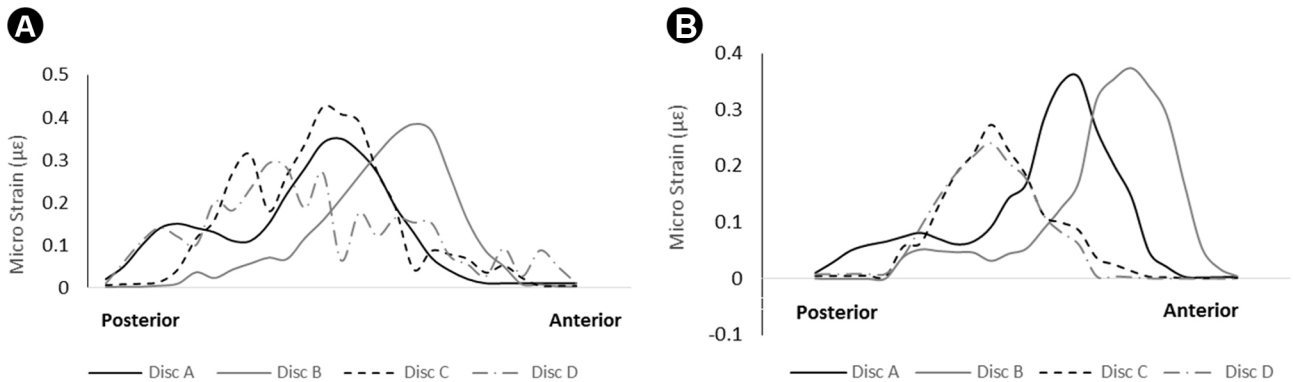 A
Micro Strain (με)
0.5
0.4
0.3
0.2
0.1
0
Posterior Anterior
Disc A Disc B Disc C Disc D
B
Micro Strain (με)
0.4
0.3
0.2
0.1
0
-0.1
Posterior Anterior
Disc A Disc B Disc C Disc D